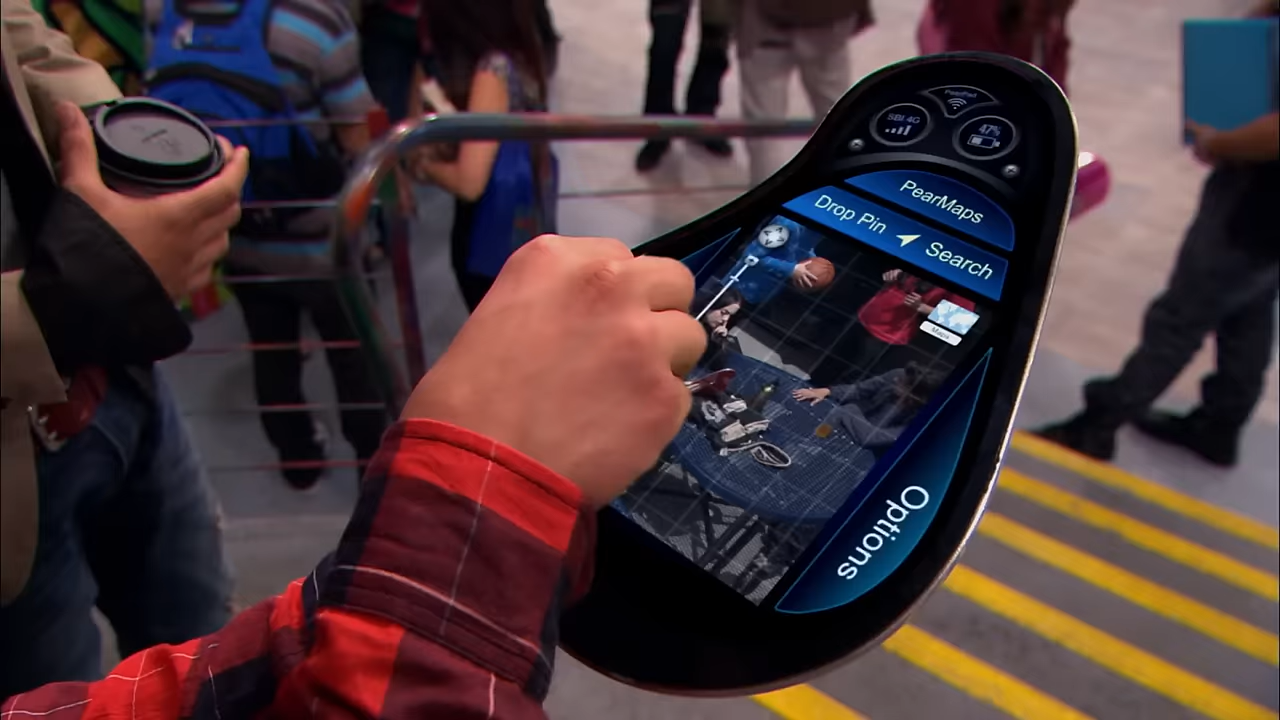 PearPad
SBI 4G
47%
PearMaps
Drop Pin Search
Maps
Options